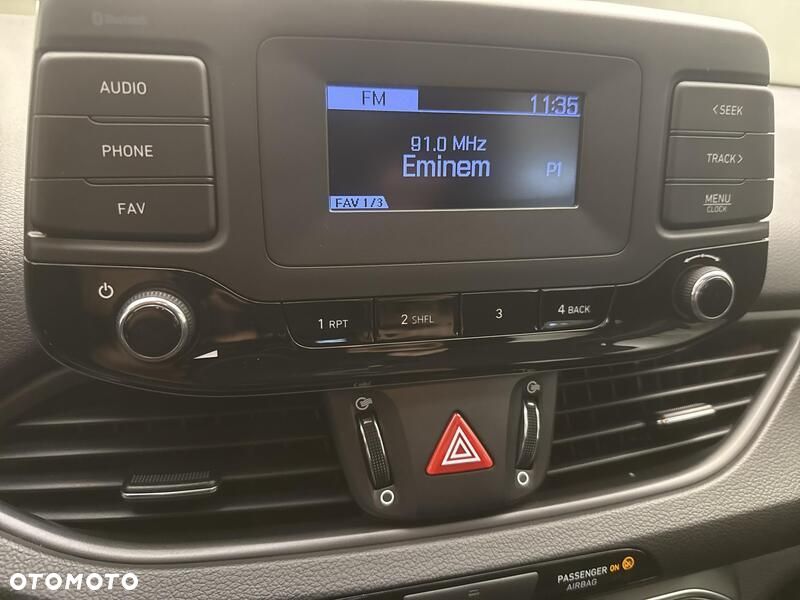 Bluetooth
AUDIO
PHONE
FAV
FM 11:35
91.0 MHz
Eminem P1
FAV 1/3
< SEEK
TRACK >
MENU
CLOCK
1 RPT
2 SHFL
3
4 BACK
PASSENGER ON
AIRBAG
OTOMOTO